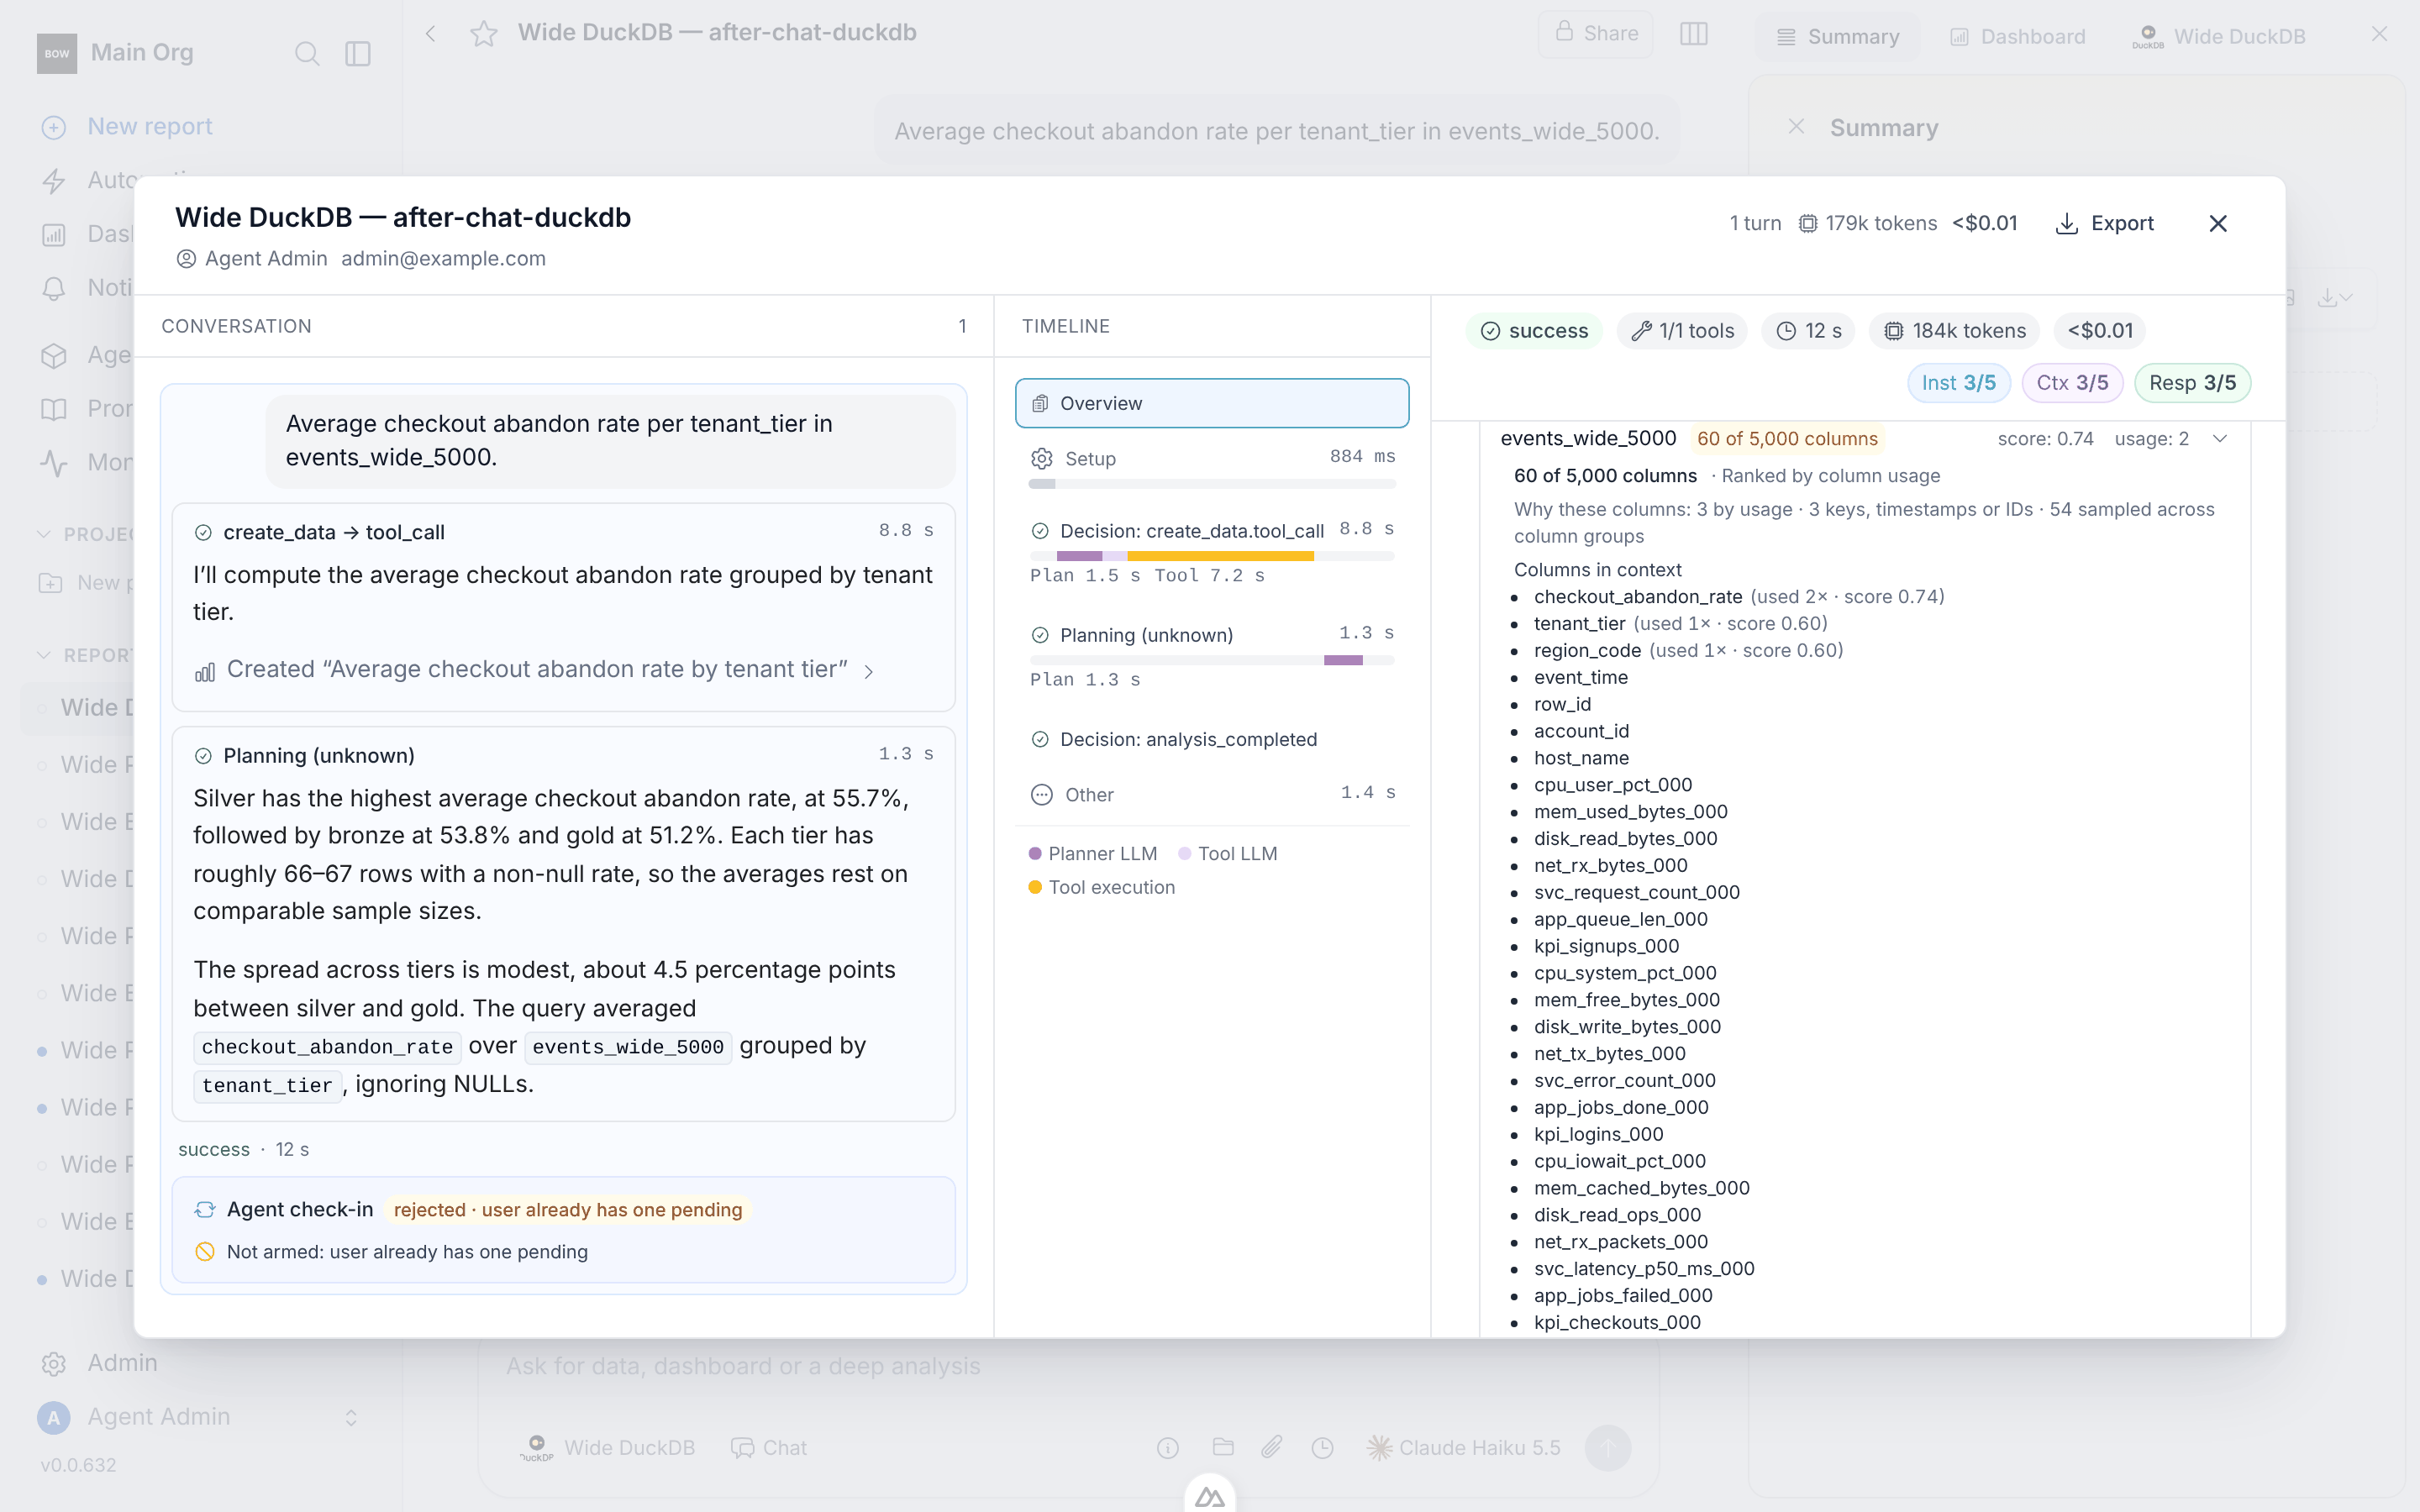 BOW Main Org
New report
Dash
Noti
Age
Mon
PROJEC
New p
REPORT
Wide D
Admin
A Agent Admin
v0.0.632
Wide DuckDB — after-chat-duckdb
Share
Summary
Dashboard
DuckDB Wide DuckDB
Average checkout abandon rate per tenant_tier in events_wide_5000.
Summary
Wide DuckDB — after-chat-duckdb
Agent Admin admin@example.com
1 turn 179k tokens <$0.01 Export
CONVERSATION 1
Average checkout abandon rate per tenant_tier in
events_wide_5000.
create_data → tool_call 8.8 s
I’ll compute the average checkout abandon rate grouped by tenant
tier.
Created “Average checkout abandon rate by tenant tier”
Planning (unknown) 1.3 s
Silver has the highest average checkout abandon rate, at 55.7%,
followed by bronze at 53.8% and gold at 51.2%. Each tier has
roughly 66–67 rows with a non-null rate, so the averages rest on
comparable sample sizes.
The spread across tiers is modest, about 4.5 percentage points
between silver and gold. The query averaged
checkout_abandon_rate over events_wide_5000 grouped by
tenant_tier, ignoring NULLs.
success · 12 s
Agent check-in rejected · user already has one pending
Not armed: user already has one pending
TIMELINE
Overview
Setup 884 ms
Decision: create_data.tool_call 8.8 s
Plan 1.5 s Tool 7.2 s
Planning (unknown) 1.3 s
Plan 1.3 s
Decision: analysis_completed
Other 1.4 s
Planner LLM Tool LLM
Tool execution
success 1/1 tools 12 s 184k tokens <$0.01
Inst 3/5 Ctx 3/5 Resp 3/5
events_wide_5000 60 of 5,000 columns score: 0.74 usage: 2
60 of 5,000 columns · Ranked by column usage
Why these columns: 3 by usage · 3 keys, timestamps or IDs · 54 sampled across
column groups
Columns in context
checkout_abandon_rate (used 2× · score 0.74)
tenant_tier (used 1× · score 0.60)
region_code (used 1× · score 0.60)
event_time
row_id
account_id
host_name
cpu_user_pct_000
mem_used_bytes_000
disk_read_bytes_000
net_rx_bytes_000
svc_request_count_000
app_queue_len_000
kpi_signups_000
cpu_system_pct_000
mem_free_bytes_000
disk_write_bytes_000
net_tx_bytes_000
svc_error_count_000
app_jobs_done_000
kpi_logins_000
cpu_iowait_pct_000
mem_cached_bytes_000
disk_read_ops_000
net_rx_packets_000
svc_latency_p50_ms_000
app_jobs_failed_000
kpi_checkouts_000
Ask for data, dashboard or a deep analysis
DuckDB Wide DuckDB
Chat
Claude Haiku 5.5